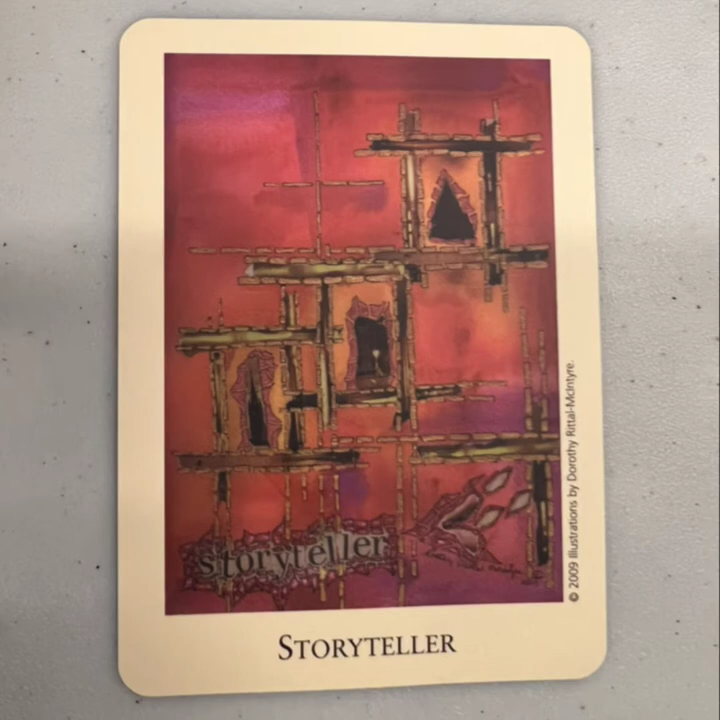 storyteller
STORYTELLER
© 2009 Illustrations by Dorothy Rittal-McIntyre.